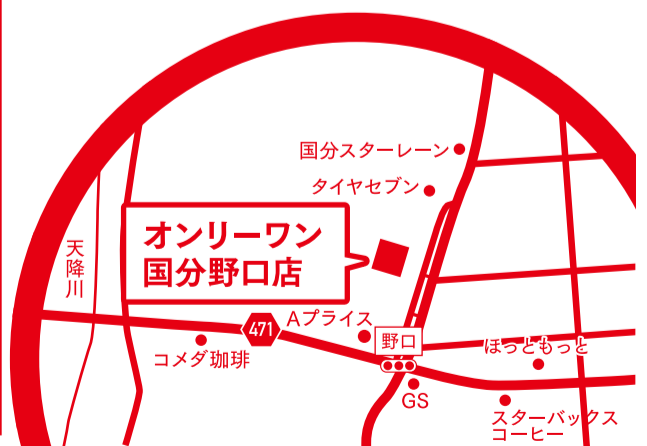 国分スターレーン
タイヤセブン
オンリーワン
国分野口店
天降川
471
Aプライス
野口
コメダ珈琲
ほっともっと
GS
スターバックス
コーヒー